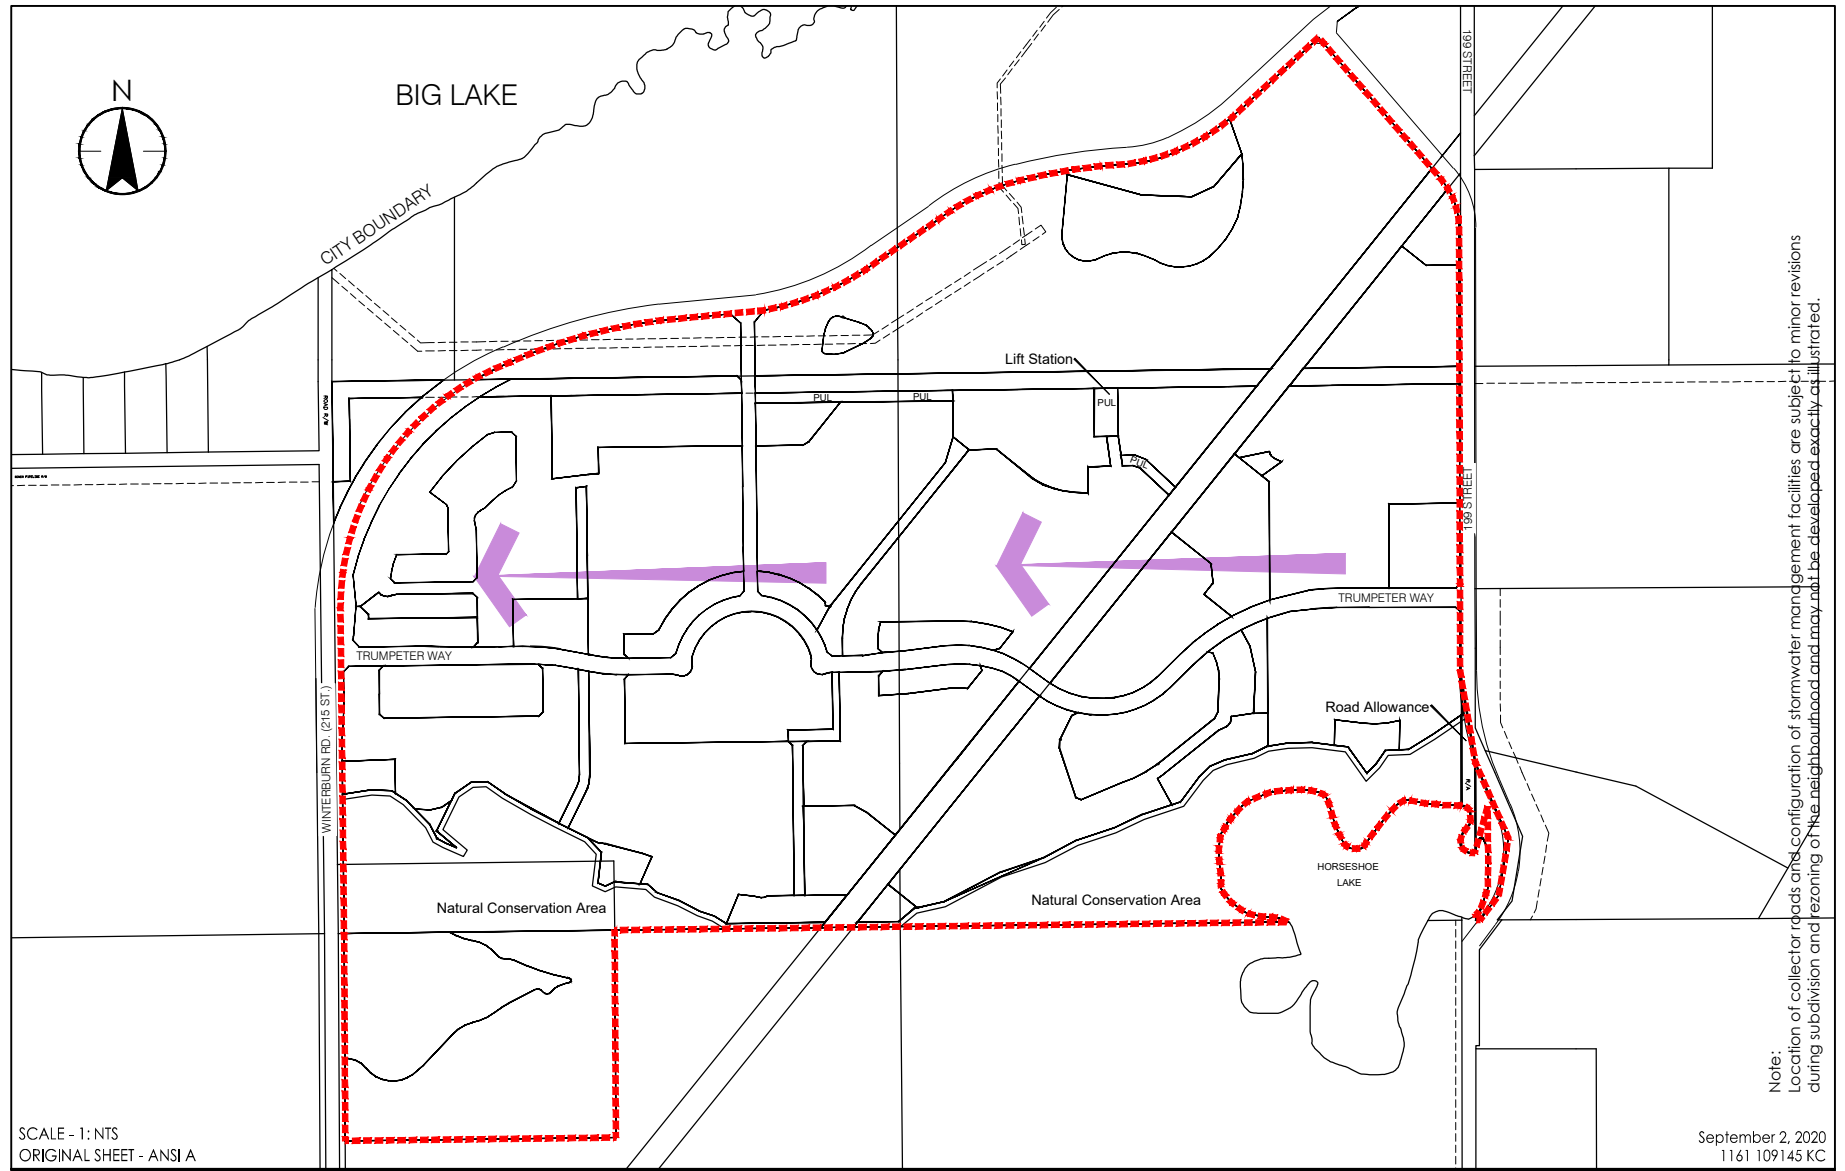 N
BIG LAKE
199 STREET
CITY BOUNDARY
Lift Station
PUL
PUL
PUL
PUL
ROAD R/W
199 STREET
TRUMPETER WAY
TRUMPETER WAY
WINTERBURN RD. (215 ST.)
Road Allowance
R/A
HORSESHOE
LAKE
Natural Conservation Area
Natural Conservation Area
Note:
Location of collector roads and configuration of stormwater management facilities are subject to minor revisions
during subdivision and rezoning of the neighbourhood and may not be developed exactly as illustrated.
SCALE - 1: NTS
ORIGINAL SHEET - ANSI A
September 2, 2020
1161 109145 KC